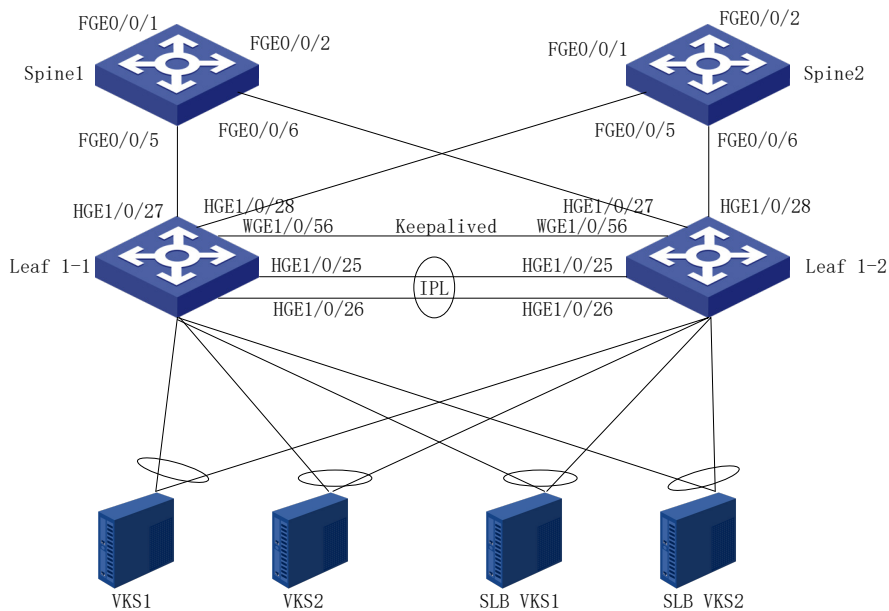 FGE0/0/1
FGE0/0/2
FGE0/0/2
FGE0/0/1
Spine1
Spine2
FGE0/0/5
FGE0/0/6
FGE0/0/5
FGE0/0/6
HGE1/0/27
HGE1/0/28
HGE1/0/27
HGE1/0/28
WGE1/0/56
Keepalived
WGE1/0/56
Leaf 1-1
HGE1/0/25
HGE1/0/25
Leaf 1-2
IPL
HGE1/0/26
HGE1/0/26
VKS1
VKS2
SLB VKS1
SLB VKS2